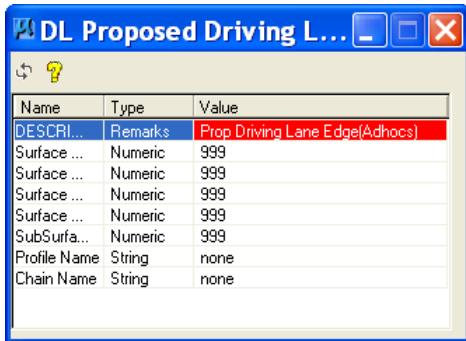 DL Proposed Driving L...
Name Type Value
DESCRI... Remarks Prop Driving Lane Edge(Adhocs)
Surface ... Numeric 999
Surface ... Numeric 999
Surface ... Numeric 999
Surface ... Numeric 999
SubSurfa... Numeric 999
Profile Name String none
Chain Name String none